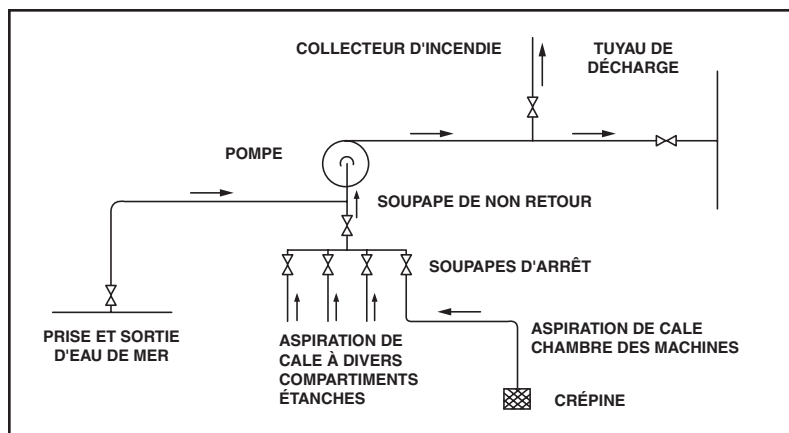 COLLECTEUR D'INCENDIE
TUYAU DE
DÉCHARGE
POMPE
SOUPAPE DE NON RETOUR
SOUPAPES D'ARRÊT
PRISE ET SORTIE
D'EAU DE MER
ASPIRATION DE
CALE À DIVERS
COMPARTIMENTS
ÉTANCHES
ASPIRATION DE CALE
CHAMBRE DES MACHINES
CRÉPINE